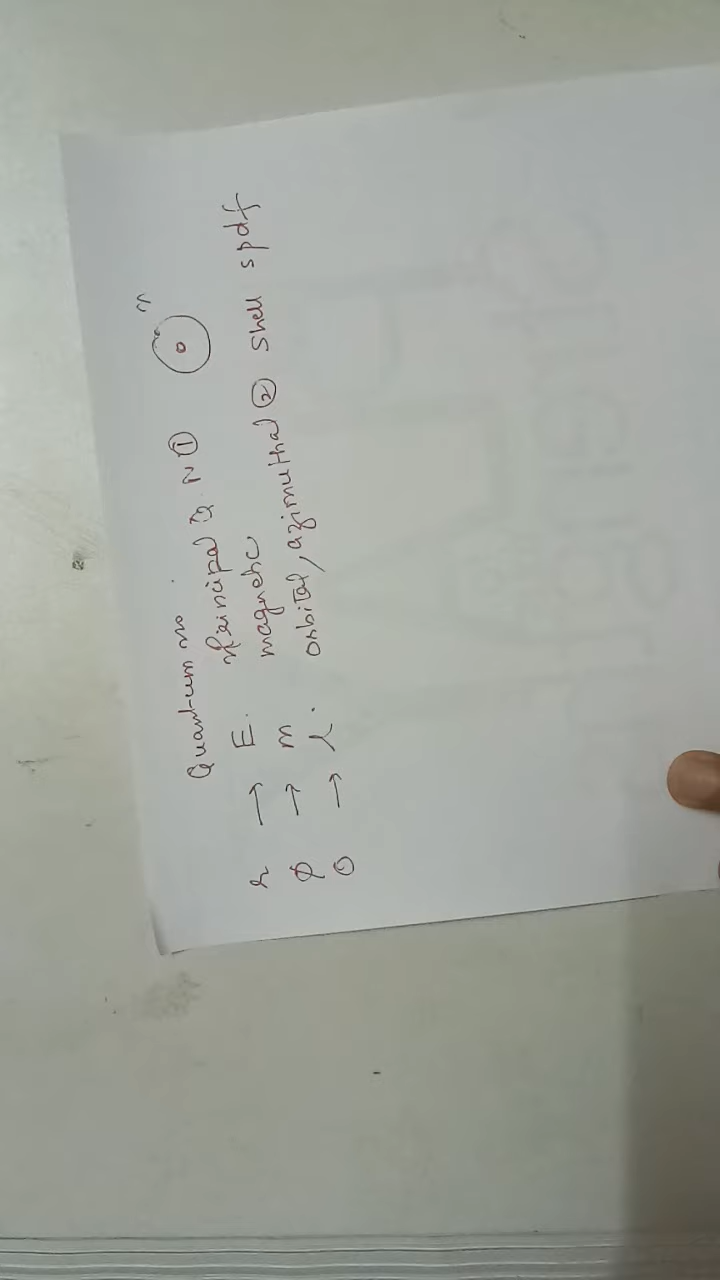 Quantum no.
r → E. Principal Q. N ① n
φ → m magnetic
θ → l. orbital, azimuthal ② Shell spdf